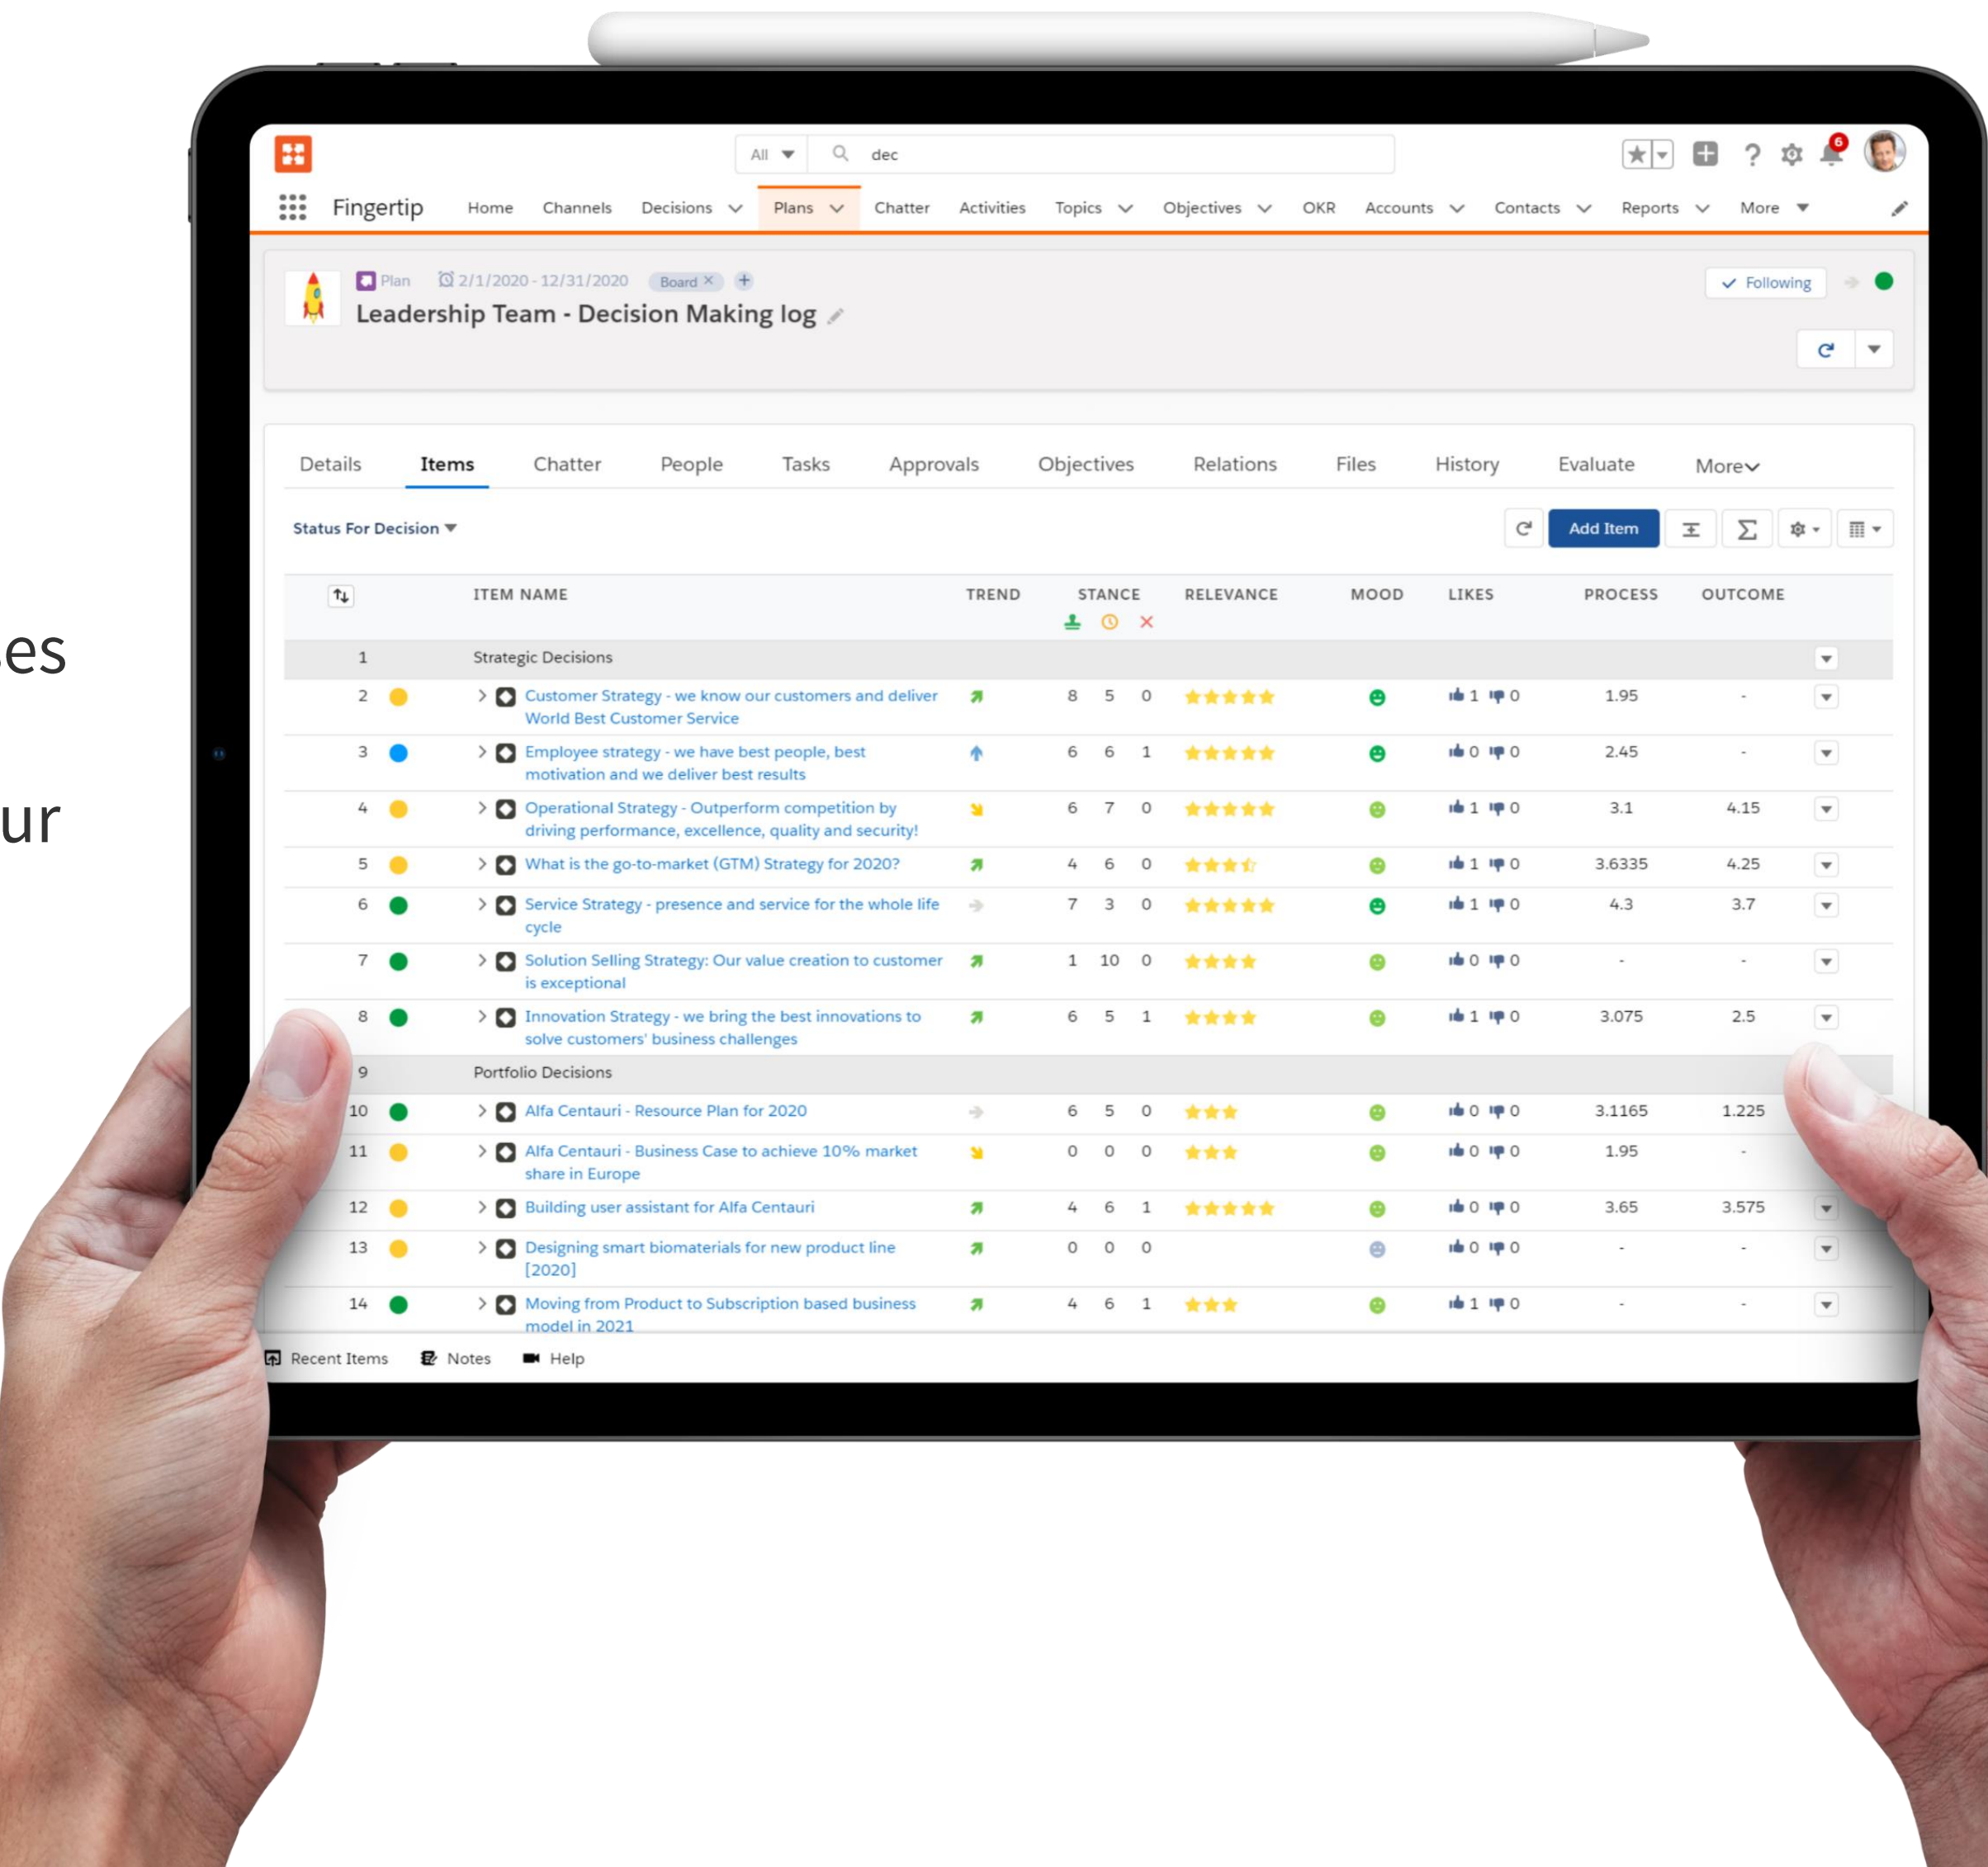 es
ur
All dec 6
Fingertip Home Channels Decisions Plans Chatter Activities Topics Objectives OKR Accounts Contacts Reports More
Plan 2/1/2020 - 12/31/2020 Board × + Following
Leadership Team - Decision Making log
Details Items Chatter People Tasks Approvals Objectives Relations Files History Evaluate More
Status For Decision Add Item Σ
ITEM NAME TREND STANCE RELEVANCE MOOD LIKES PROCESS OUTCOME
1 Strategic Decisions
2 Customer Strategy - we know our customers and deliver 8 5 0 1 0 1.95 -
World Best Customer Service
3 Employee strategy - we have best people, best 6 6 1 0 0 2.45 -
motivation and we deliver best results
4 Operational Strategy - Outperform competition by 6 7 0 1 0 3.1 4.15
driving performance, excellence, quality and security!
5 What is the go-to-market (GTM) Strategy for 2020? 4 6 0 1 0 3.6335 4.25
6 Service Strategy - presence and service for the whole life 7 3 0 1 0 4.3 3.7
cycle
7 Solution Selling Strategy: Our value creation to customer 1 10 0 0 0 - -
is exceptional
8 Innovation Strategy - we bring the best innovations to 6 5 1 1 0 3.075 2.5
solve customers' business challenges
9 Portfolio Decisions
10 Alfa Centauri - Resource Plan for 2020 6 5 0 0 0 3.1165 1.225
11 Alfa Centauri - Business Case to achieve 10% market 0 0 0 0 0 1.95 -
share in Europe
12 Building user assistant for Alfa Centauri 4 6 1 0 0 3.65 3.575
13 Designing smart biomaterials for new product line 0 0 0 0 0 - -
[2020]
14 Moving from Product to Subscription based business 4 6 1 1 0 - -
model in 2021
Recent Items Notes Help